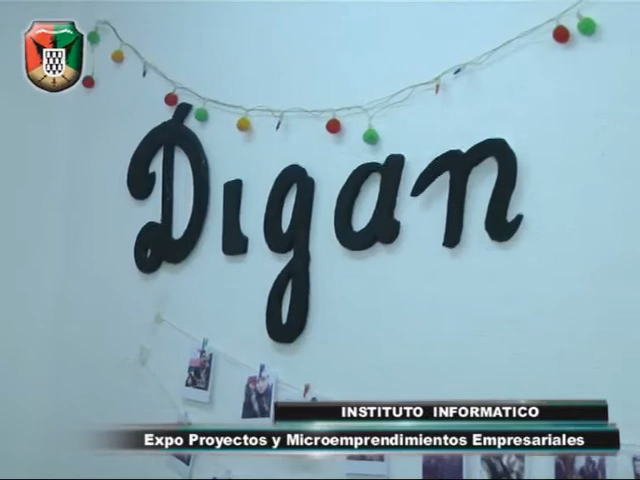 Digan
INSTITUTO INFORMATICO
Expo Proyectos y Microemprendimientos Empresariales